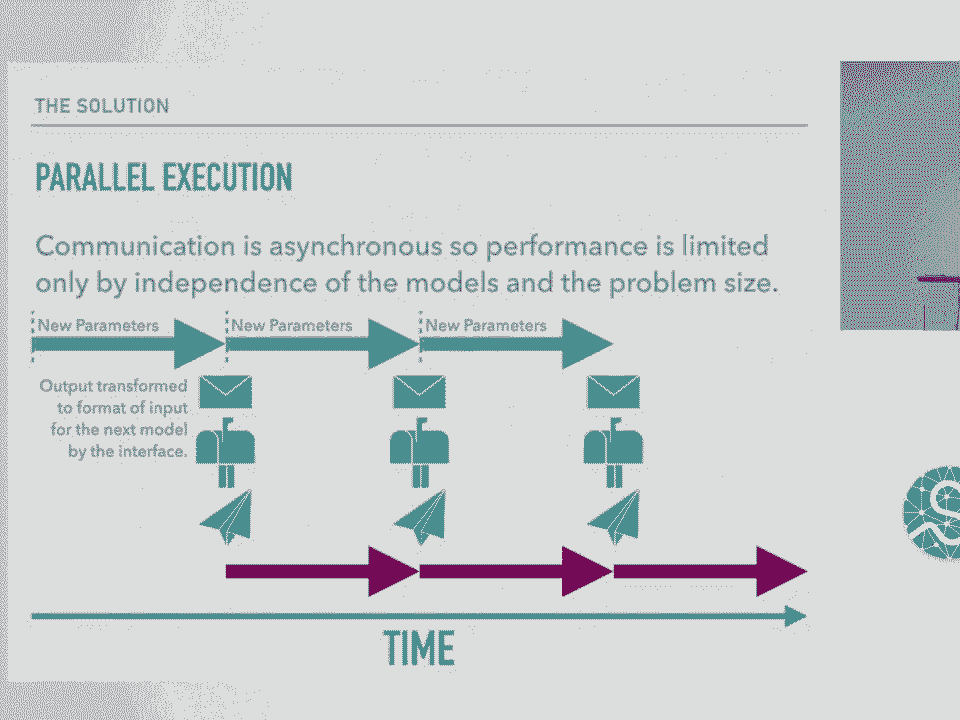 THE SOLUTION
PARALLEL EXECUTION
Communication is asynchronous so performance is limited
only by independence of the models and the problem size.
New Parameters New Parameters New Parameters
Output transformed
to format of input
for the next model
by the interface.
TIME